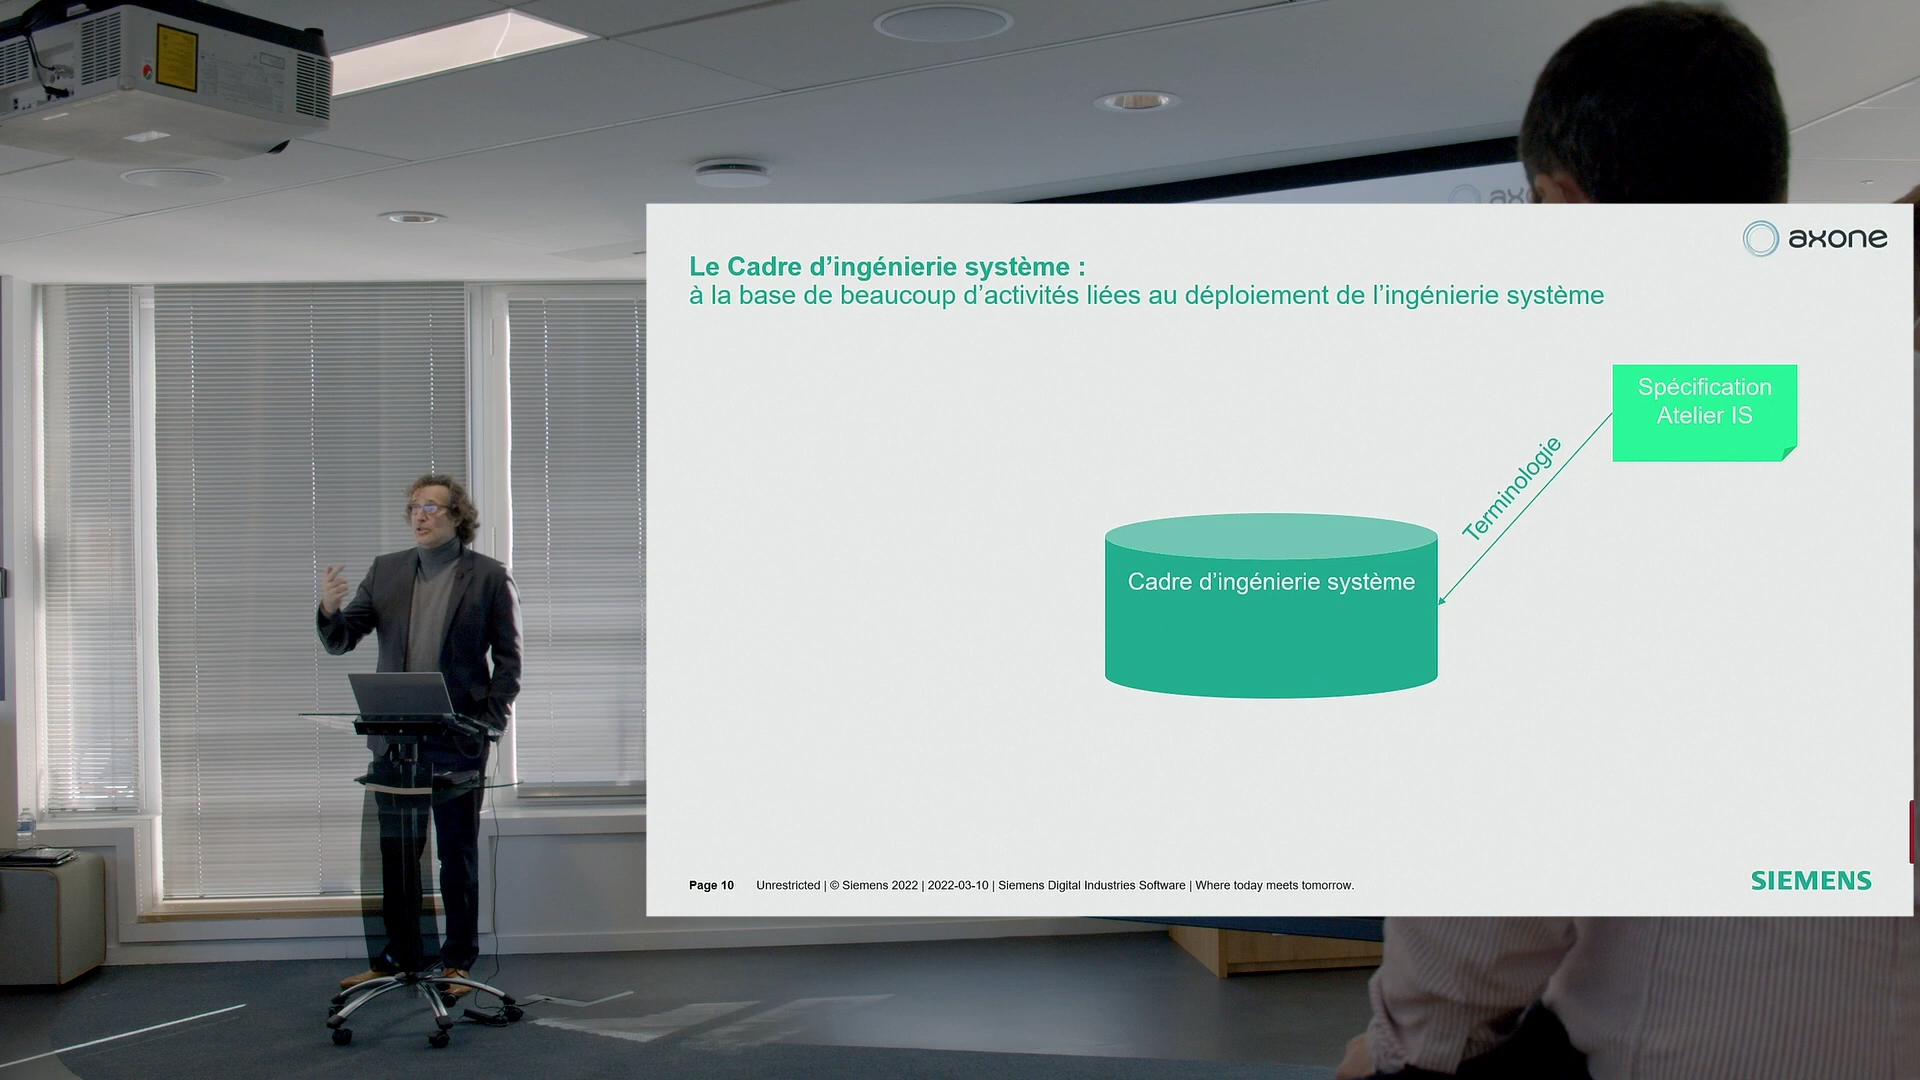 axone
Le Cadre d’ingénierie système :
à la base de beaucoup d’activités liées au déploiement de l’ingénierie système
Spécification
Atelier IS
Terminologie
Cadre d’ingénierie système
Page 10 Unrestricted | © Siemens 2022 | 2022-03-10 | Siemens Digital Industries Software | Where today meets tomorrow.
SIEMENS